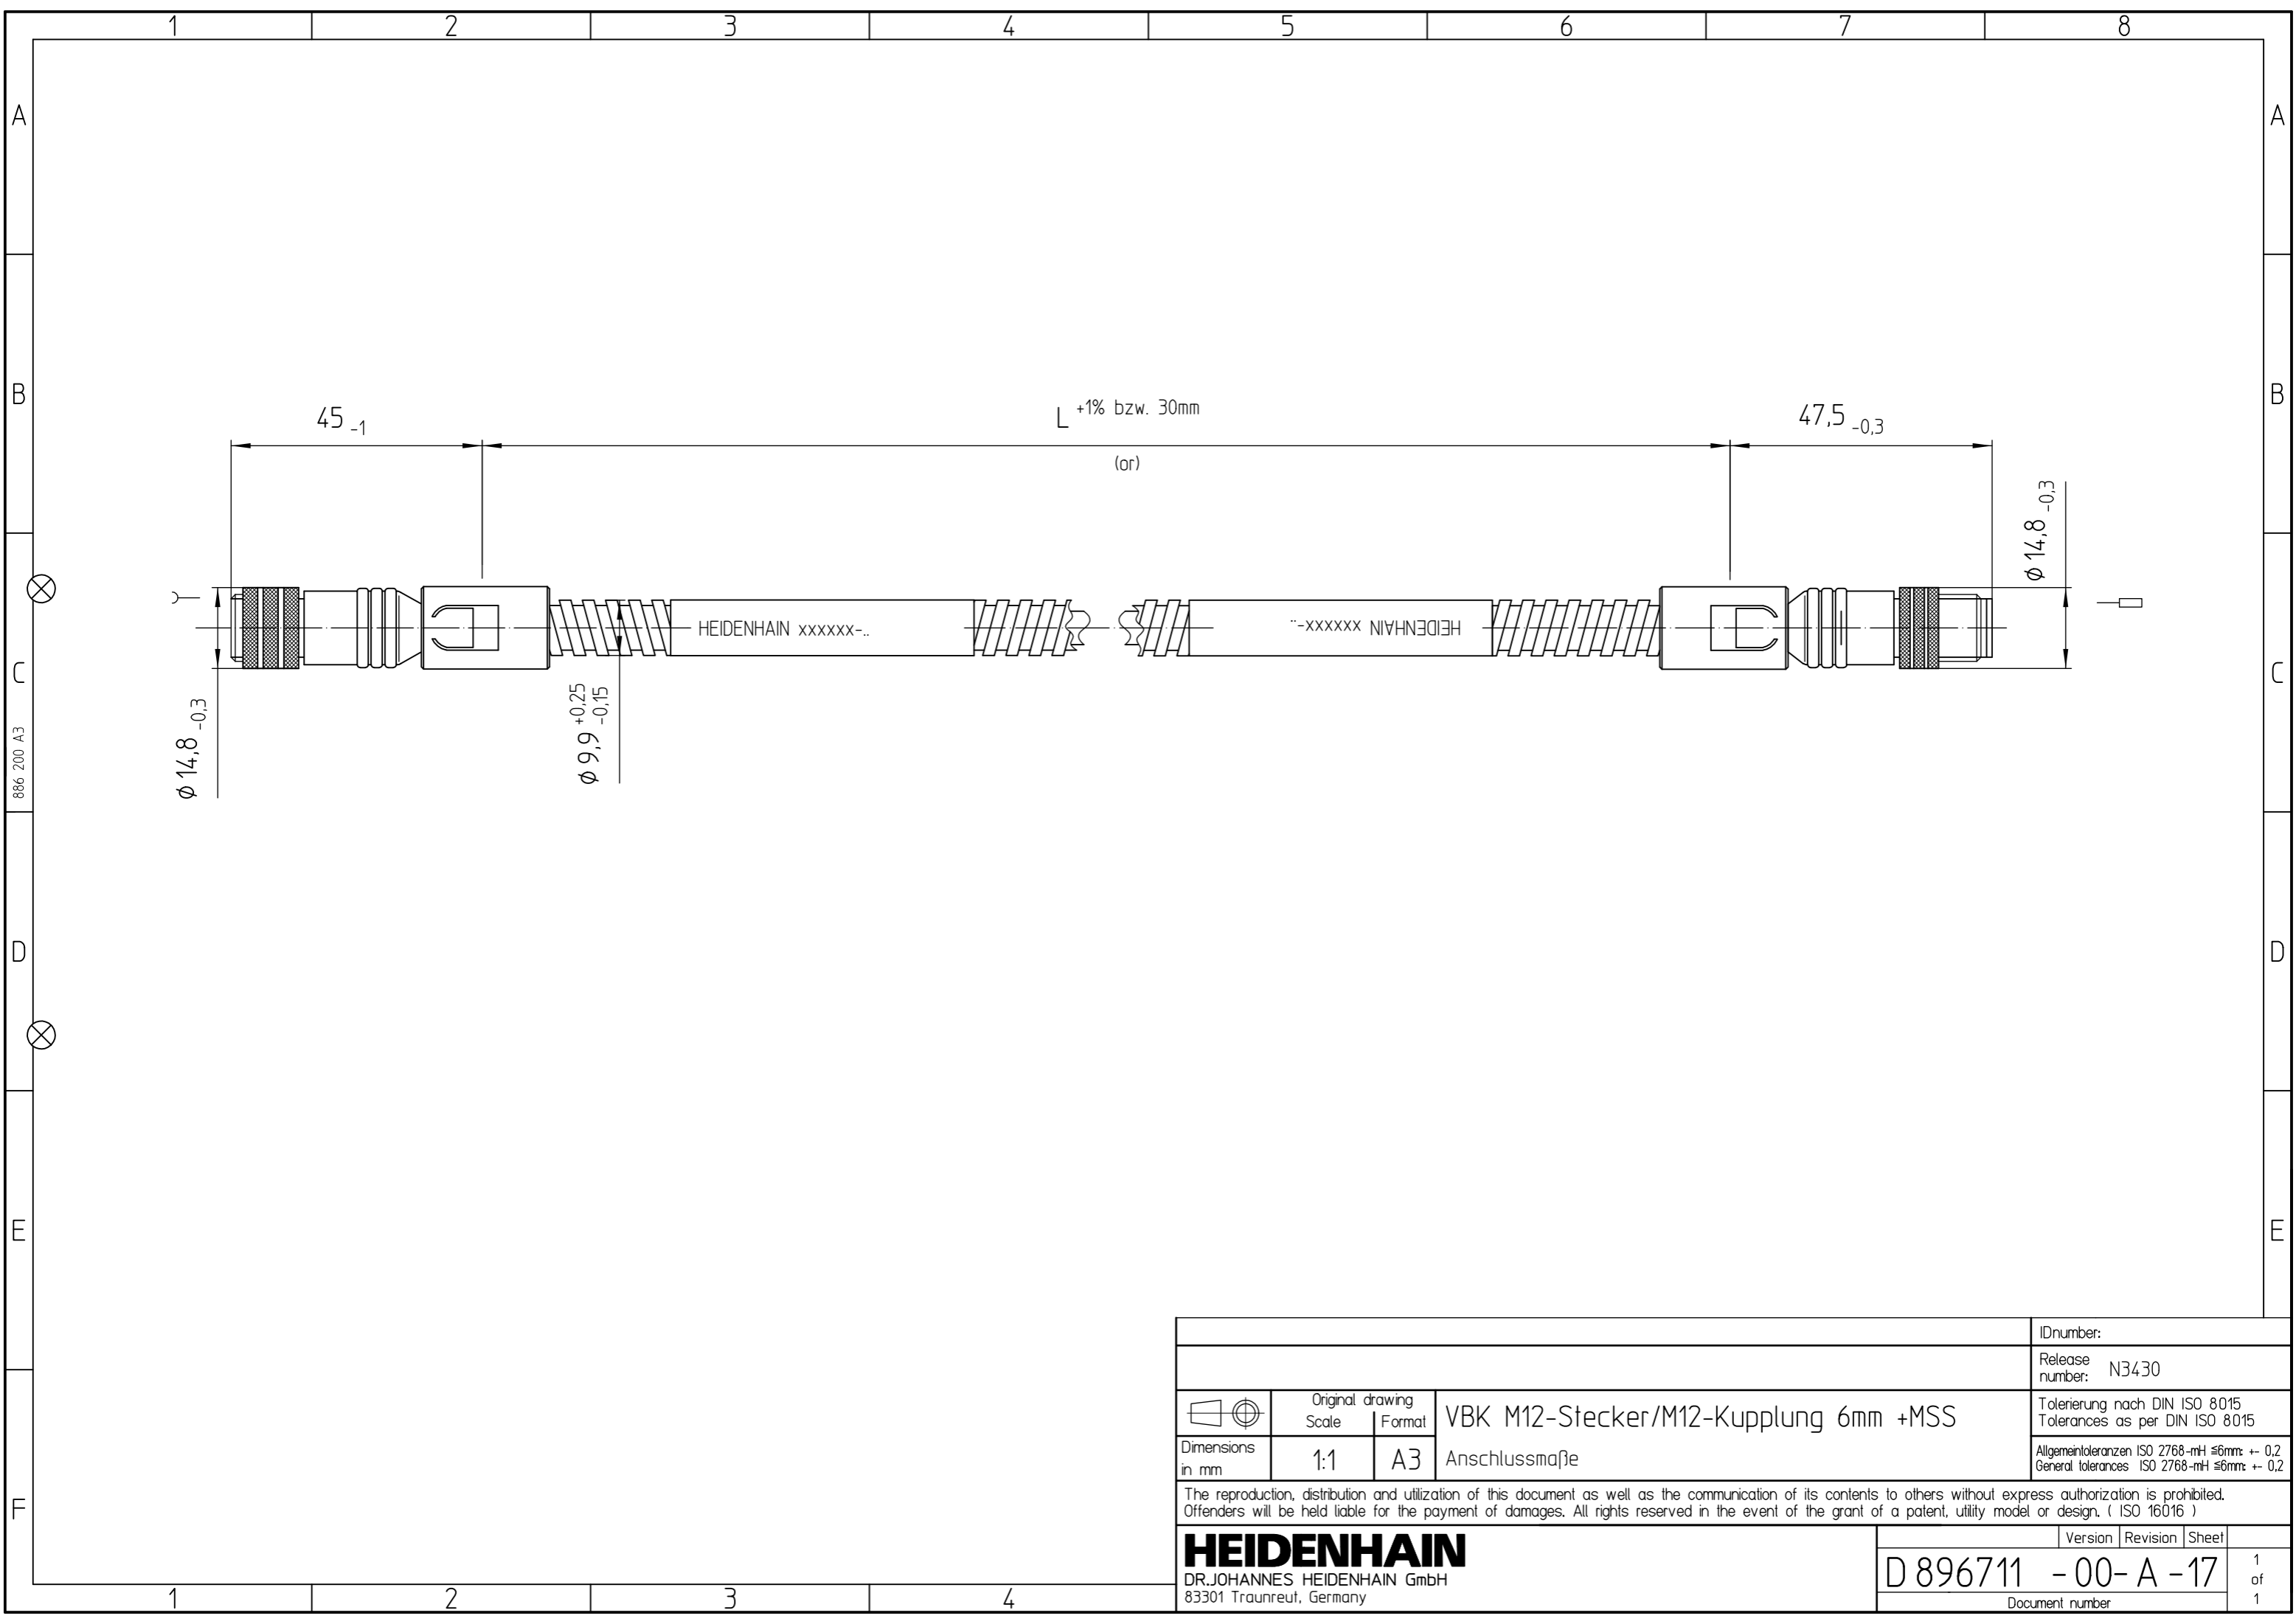 1 2 3 4 5 6 7 8
A A
B B
45 -1
L +1% bzw. 30mm
(or)
47,5 -0,3
ϕ 14,8 -0,3
HEIDENHAIN xxxxxx-..
HEIDENHAIN xxxxxx-..
C C
ϕ 14,8 -0,3
ϕ 9,9 +0,25 -0,15
886 200 A3
D D
E E
F
IDnumber:
Release number: N3430
Original drawing
Scale Format
VBK M12-Stecker/M12-Kupplung 6mm +MSS
Tolerierung nach DIN ISO 8015
Tolerances as per DIN ISO 8015
Dimensions in mm
1:1 A3
Anschlussmaße
Allgemeintoleranzen ISO 2768-mH ≤6mm: +- 0,2
General tolerances ISO 2768-mH ≤6mm: +- 0,2
The reproduction, distribution and utilization of this document as well as the communication of its contents to others without express authorization is prohibited.
Offenders will be held liable for the payment of damages. All rights reserved in the event of the grant of a patent, utility model or design. ( ISO 16016 )
HEIDENHAIN
DR.JOHANNES HEIDENHAIN GmbH
83301 Traunreut, Germany
Version Revision Sheet
D 896711 -00-A-17
1 of 1
Document number
1 2 3 4